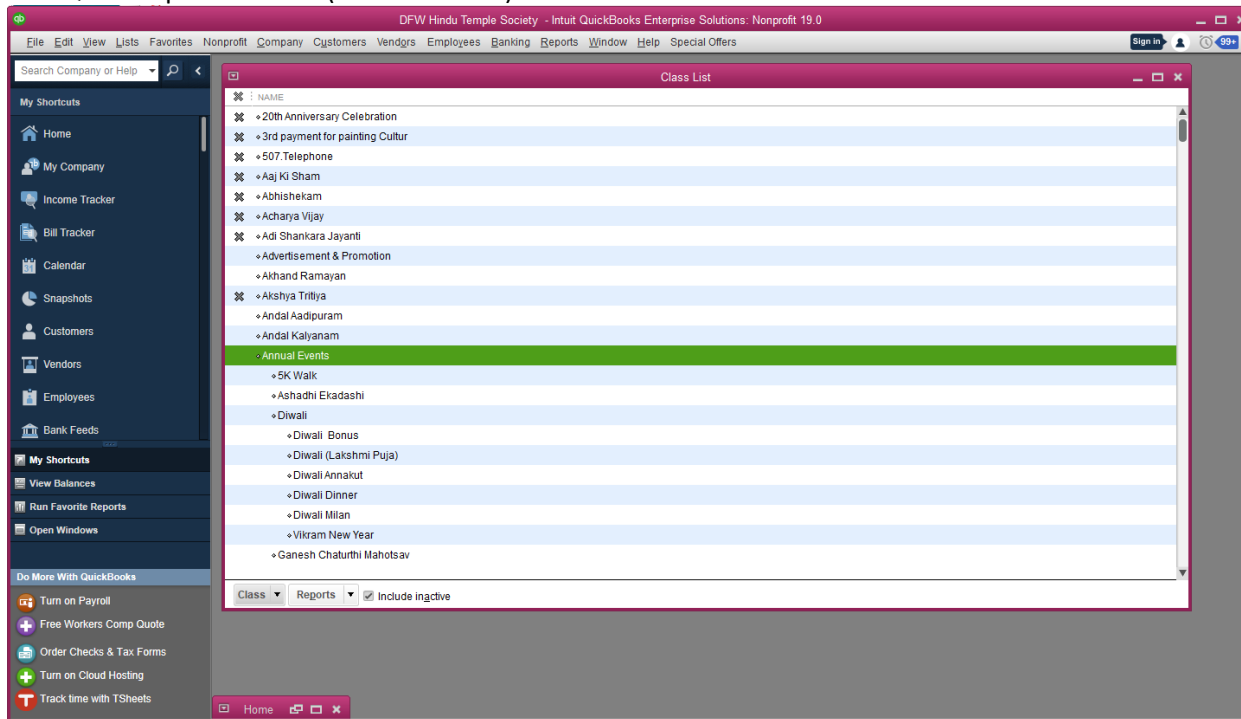 DFW Hindu Temple Society - Intuit QuickBooks Enterprise Solutions: Nonprofit 19.0
File Edit View Lists Favorites Nonprofit Company Customers Vendors Employees Banking Reports Window Help Special Offers
Sign in 99+
Search Company or Help
Class List
My Shortcuts
NAME
20th Anniversary Celebration
3rd payment for painting Cultur
507.Telephone
Aaj Ki Sham
Abhishekam
Acharya Vijay
Adi Shankara Jayanti
Advertisement & Promotion
Akhand Ramayan
Akshya Tritiya
Andal Aadipuram
Andal Kalyanam
Annual Events
5K Walk
Ashadhi Ekadashi
Diwali
Diwali Bonus
Diwali (Lakshmi Puja)
Diwali Annakut
Diwali Dinner
Diwali Milan
Vikram New Year
Ganesh Chaturthi Mahotsav
Class Reports Include inactive
Home
My Company
Income Tracker
Bill Tracker
Calendar
Snapshots
Customers
Vendors
Employees
Bank Feeds
My Shortcuts
View Balances
Run Favorite Reports
Open Windows
Do More With QuickBooks
Turn on Payroll
Free Workers Comp Quote
Order Checks & Tax Forms
Turn on Cloud Hosting
Track time with TSheets
Home